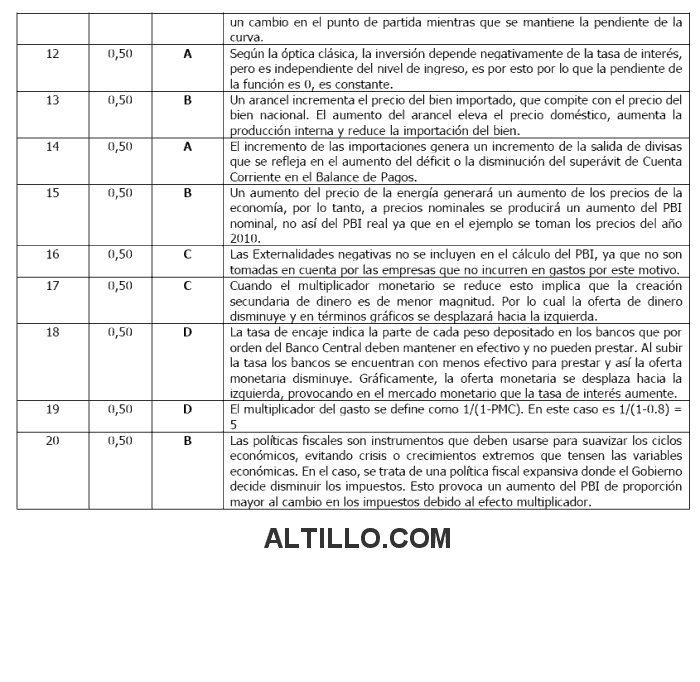 un cambio en el punto de partida mientras que se mantiene la pendiente de la
curva.
12 0,50 A Según la óptica clásica, la inversión depende negativamente de la tasa de interés,
pero es independiente del nivel de ingreso, es por esto por lo que la pendiente de
la función es 0, es constante.
13 0,50 B Un arancel incrementa el precio del bien importado, que compite con el precio del
bien nacional. El aumento del arancel eleva el precio doméstico, aumenta la
producción interna y reduce la importación del bien.
14 0,50 A El incremento de las importaciones genera un incremento de la salida de divisas
que se refleja en el aumento del déficit o la disminución del superávit de Cuenta
Corriente en el Balance de Pagos.
15 0,50 B Un aumento del precio de la energía generará un aumento de los precios de la
economía, por lo tanto, a precios nominales se producirá un aumento del PBI
nominal, no así del PBI real ya que en el ejemplo se toman los precios del año
2010.
16 0,50 C Las Externalidades negativas no se incluyen en el cálculo del PBI, ya que no son
tomadas en cuenta por las empresas que no incurren en gastos por este motivo.
17 0,50 C Cuando el multiplicador monetario se reduce esto implica que la creación
secundaria de dinero es de menor magnitud. Por lo cual la oferta de dinero
disminuye y en términos gráficos se desplazará hacia la izquierda.
18 0,50 D La tasa de encaje indica la parte de cada peso depositado en los bancos que por
orden del Banco Central deben mantener en efectivo y no pueden prestar. Al subir
la tasa los bancos se encuentran con menos efectivo para prestar y así la oferta
monetaria disminuye. Gráficamente, la oferta monetaria se desplaza hacia la
izquierda, provocando en el mercado monetario que la tasa de interés aumente.
19 0,50 D El multiplicador del gasto se define como 1/(1-PMC). En este caso es 1/(1-0.8) =
5
20 0,50 B Las políticas fiscales son instrumentos que deben usarse para suavizar los ciclos
económicos, evitando crisis o crecimientos extremos que tensen las variables
económicas. En el caso, se trata de una política fiscal expansiva donde el Gobierno
decide disminuir los impuestos. Esto provoca un aumento del PBI de proporción
mayor al cambio en los impuestos debido al efecto multiplicador.
ALTILLO.COM